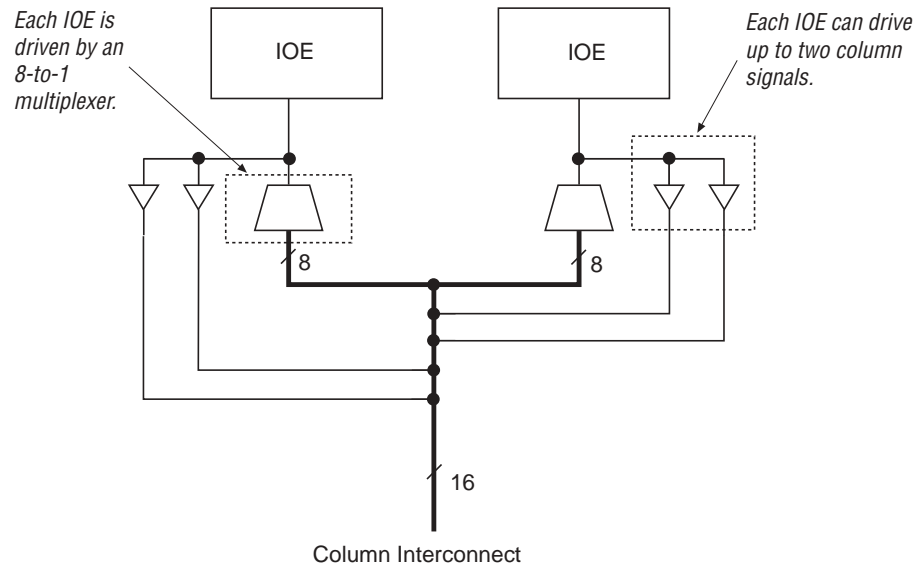 Each IOE is
driven by an
8-to-1
multiplexer.
IOE
IOE
Each IOE can drive
up to two column
signals.
8
8
16
Column Interconnect